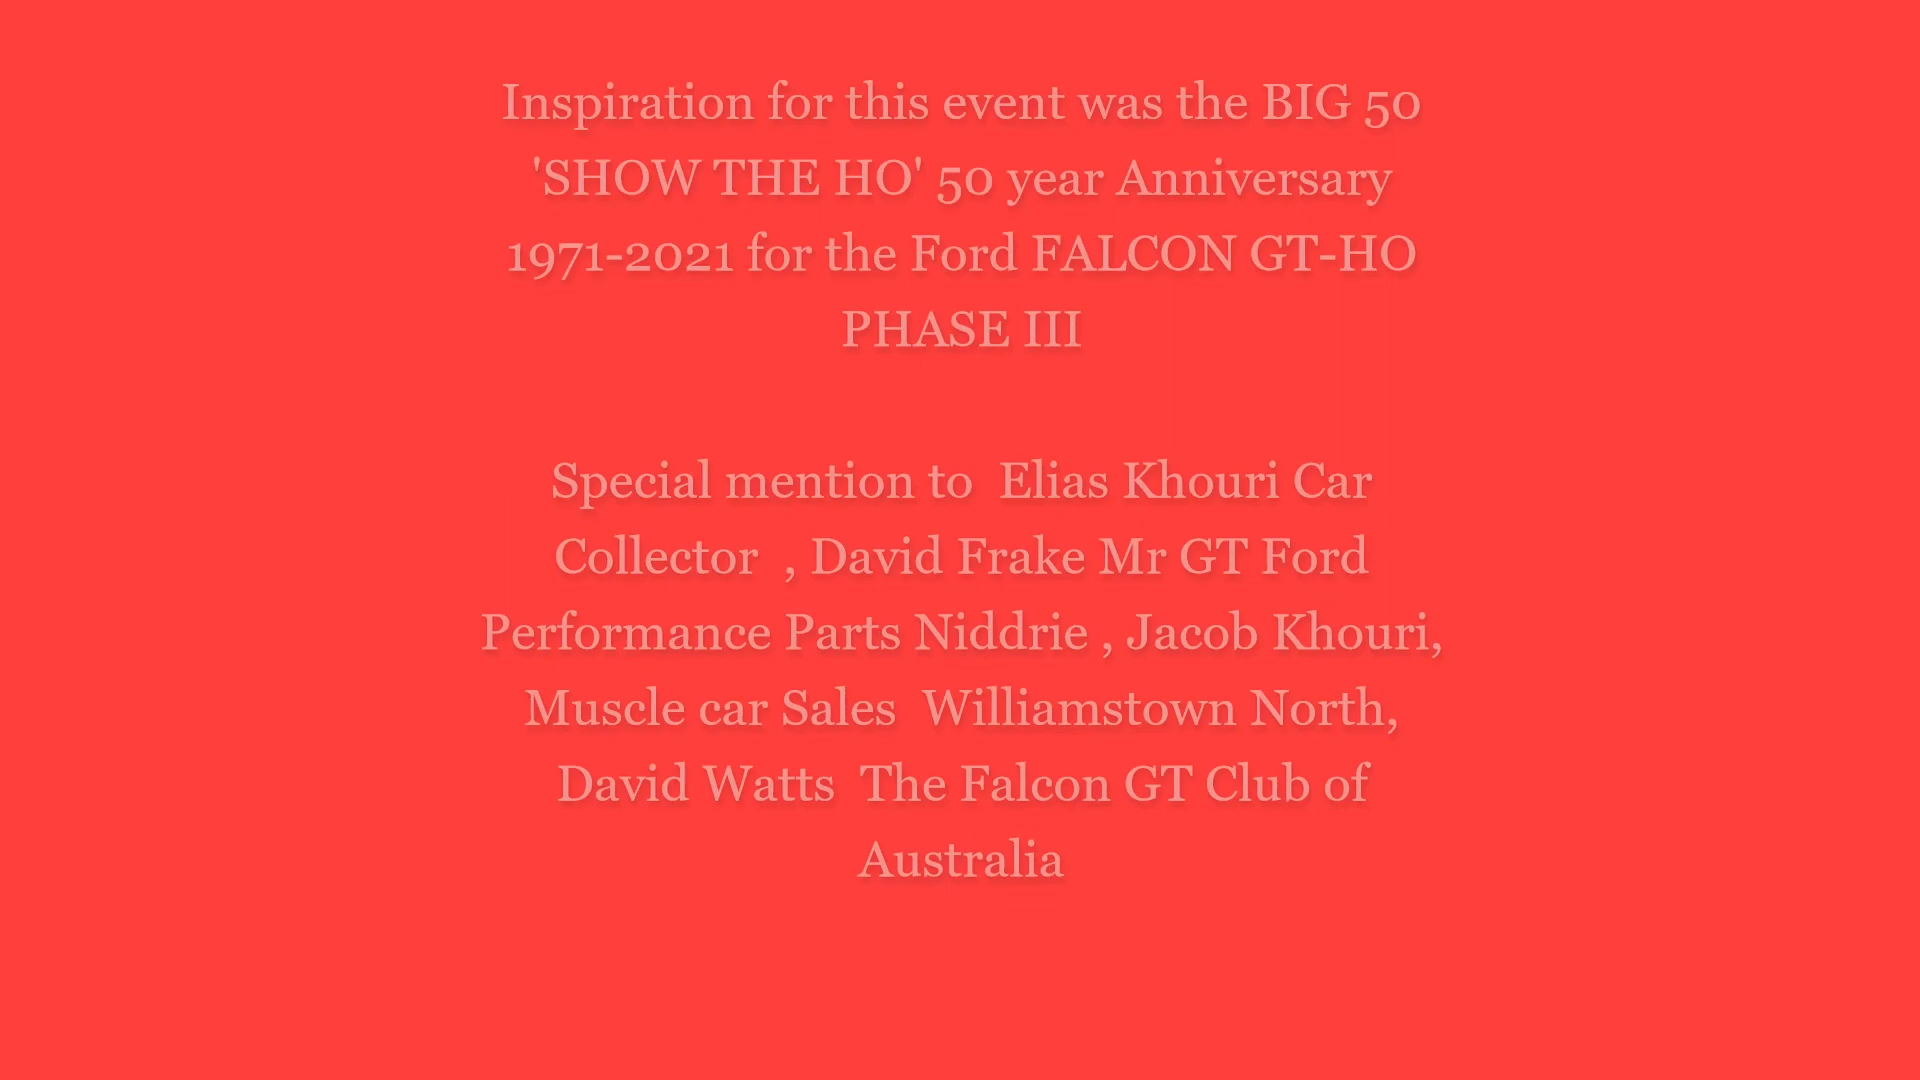 Inspiration for this event was the BIG 50
'SHOW THE HO' 50 year Anniversary
1971-2021 for the Ford FALCON GT-HO
PHASE III
Special mention to  Elias Khouri Car
Collector  , David Frake Mr GT Ford
Performance Parts Niddrie , Jacob Khouri,
Muscle car Sales  Williamstown North,
David Watts  The Falcon GT Club of
Australia